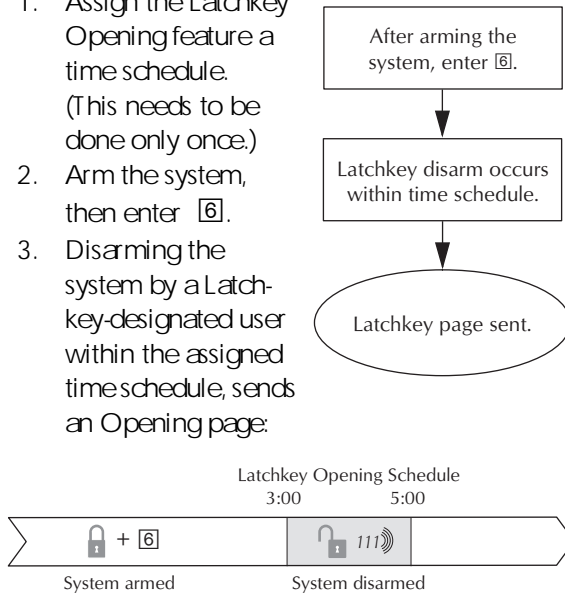 1. Assign the Latchkey
Opening feature a
time schedule.
(This needs to be
done only once.)
2. Arm the system,
then enter 6.
3. Disarming the
system by a Latch-
key-designated user
within the assigned
time schedule, sends
an Opening page:
After arming the
system, enter 6.
Latchkey disarm occurs
within time schedule.
Latchkey page sent.
Latchkey Opening Schedule
3:00 5:00
+ 6 111
System armed System disarmed